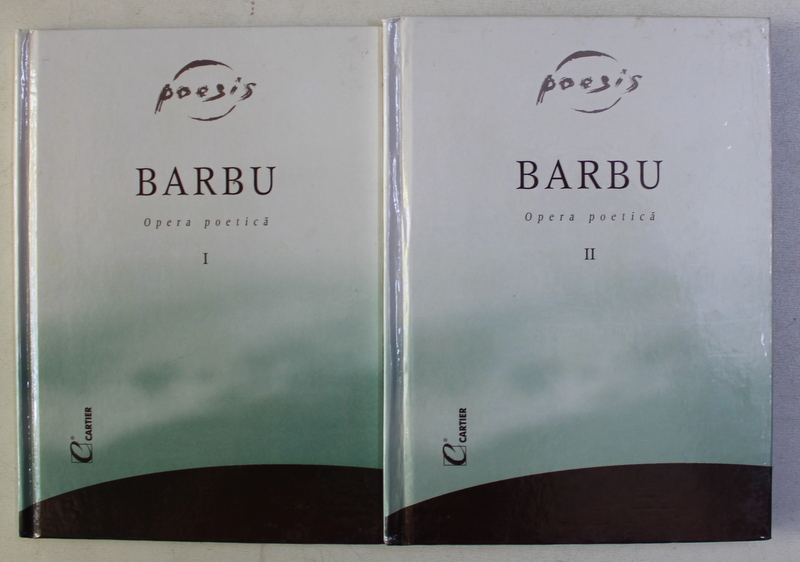 poesis
BARBU
Opera poetică
I
CARTIER
poesis
BARBU
Opera poetică
II
CARTIER